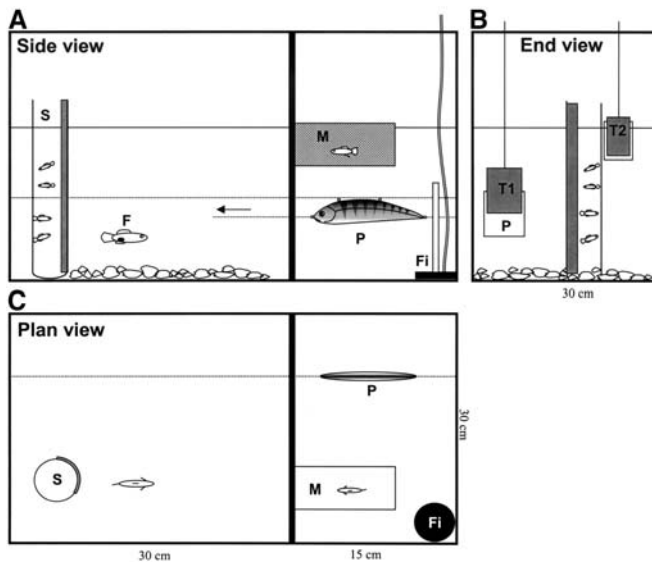 A
Side view
S
F
M
P
Fi
B
End view
T2
T1
P
30 cm
C
Plan view
P
30 cm
S
M
Fi
30 cm
15 cm